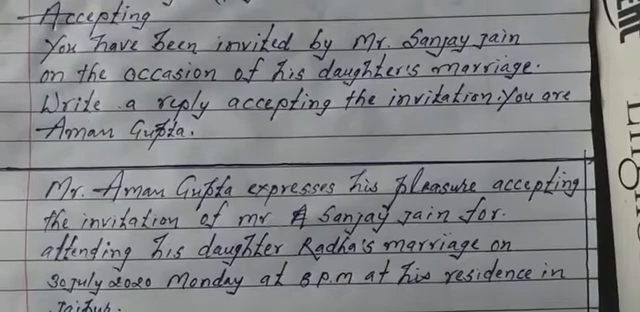 Accepting
You have been invited by Mr. Sanjay jain
on the occasion of his daughter's marriage.
Write a reply accepting the invitation. You are
Aman Gupta.
Mr. Aman Gupta expresses his pleasure accepting
the invitation of mr Sanjay jain for.
attending his daughter Radha's marriage on
30 july 2020 Monday at 8 p.m at his residence in
Jaipur.